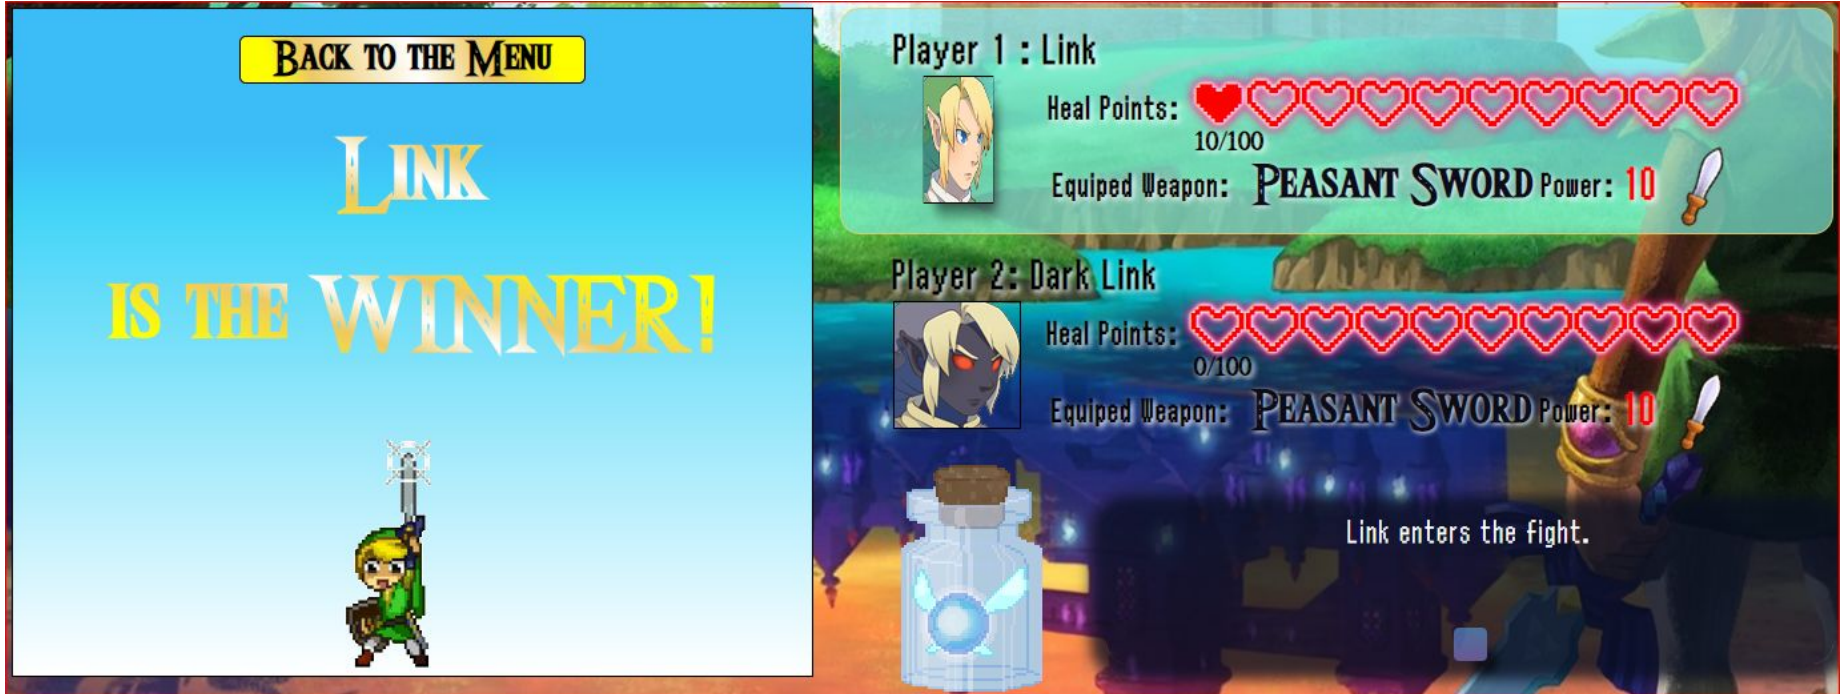 Back to the Menu
Link
is the WINNER!
Player 1 : Link
Heal Points:
10/100
Equiped Weapon: Peasant Sword Power: 10
Player 2: Dark Link
Heal Points:
0/100
Equiped Weapon: Peasant Sword Power: 10
Link enters the fight.